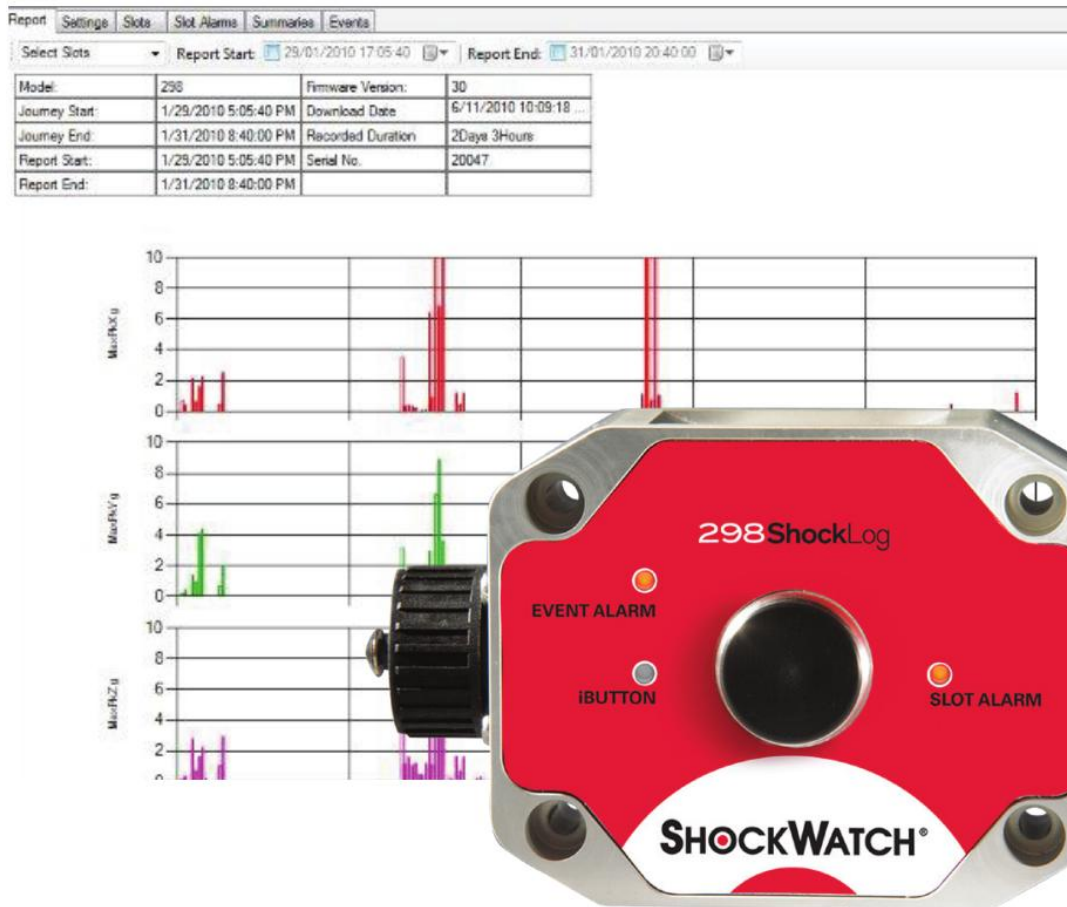 Report Settings Slots Slot Alarms Summaries Events
Select Slots Report Start: 29/01/2010 17:05:40 Report End: 31/01/2010 20:40:00
Model: 298 Firmware Version: 30
Journey Start: 1/29/2010 5:05:40 PM Download Date 6/11/2010 10:09:18 ...
Journey End: 1/31/2010 8:40:00 PM Recorded Duration 2Days 3Hours
Report Start: 1/29/2010 5:05:40 PM Serial No. 20047
Report End: 1/31/2010 8:40:00 PM
10
8
6
4
2
0
MaxPkXg
10
8
6
4
2
0
MaxPkYg
10
8
6
4
2
0
MaxPkZg
298ShockLog
EVENT ALARM
iBUTTON
SLOT ALARM
SHOCKWATCH®